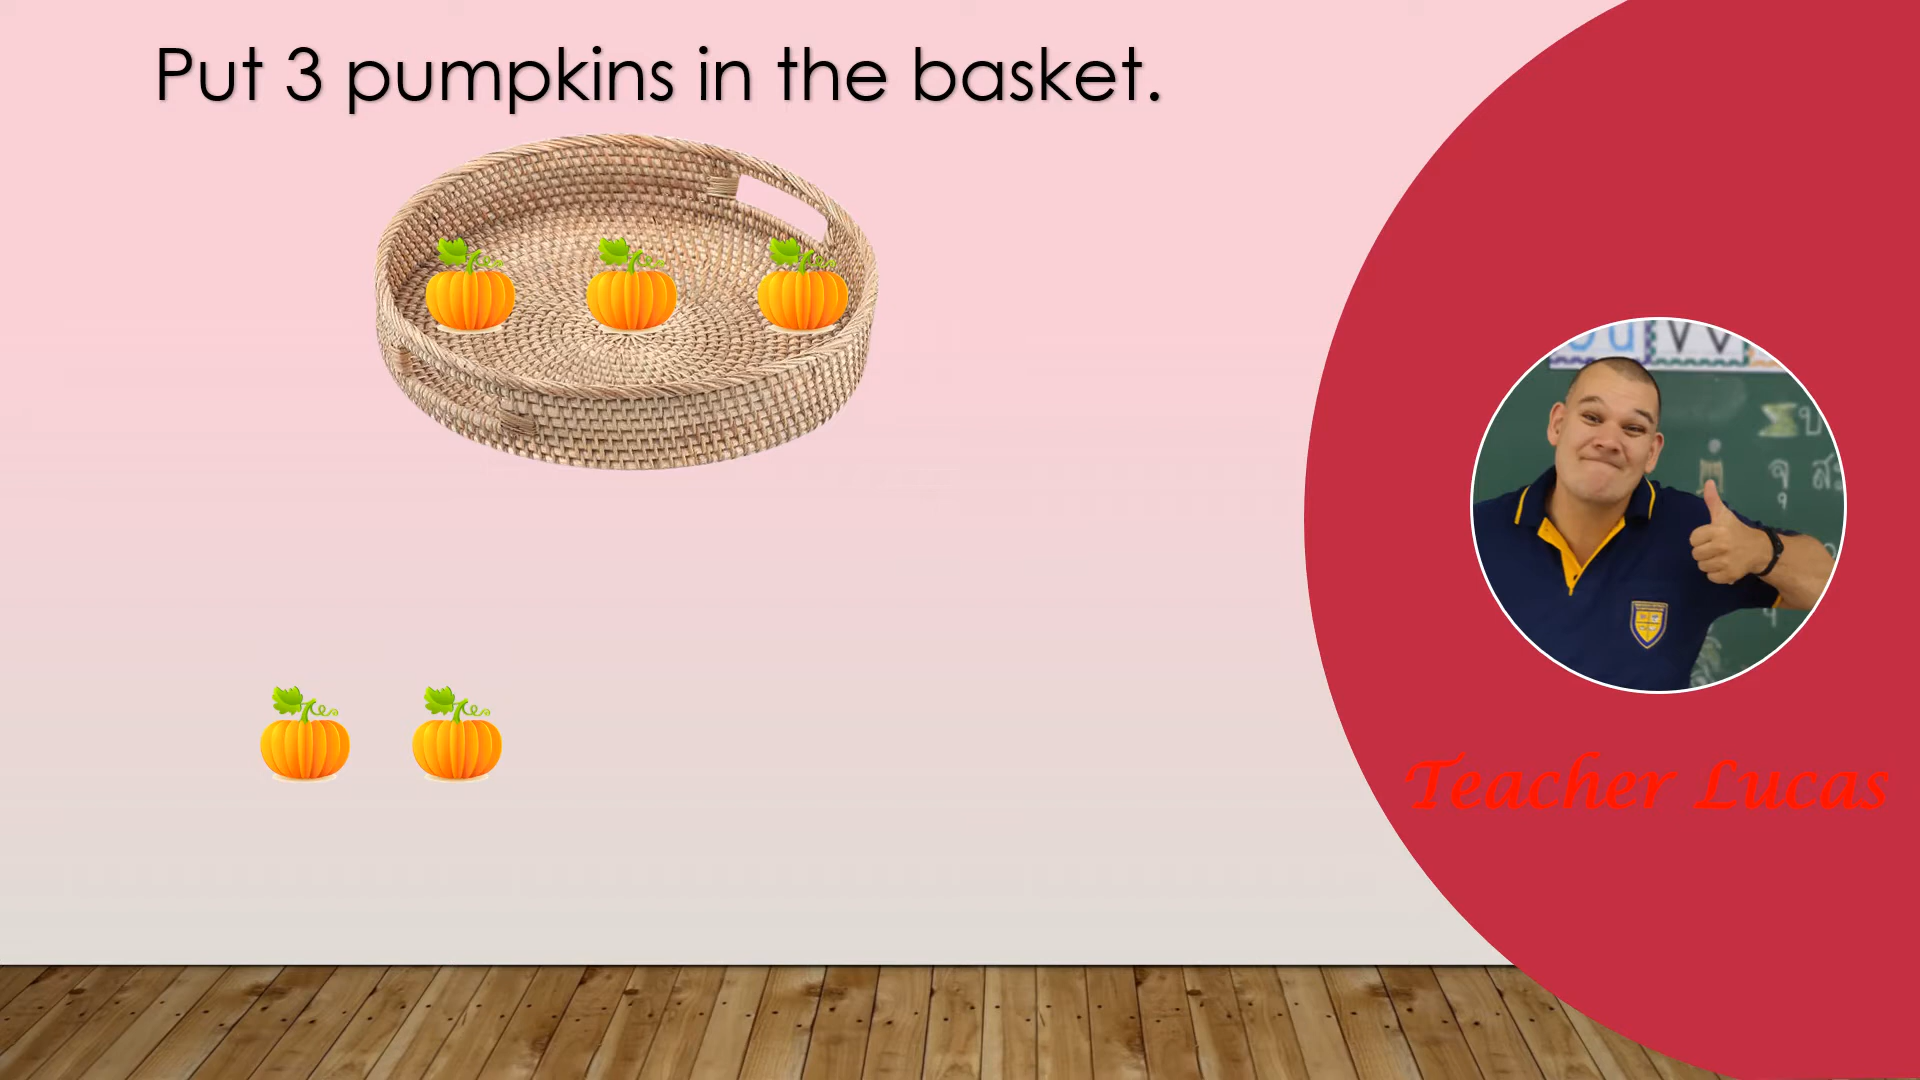 Put 3 pumpkins in the basket.
Teacher Lucas